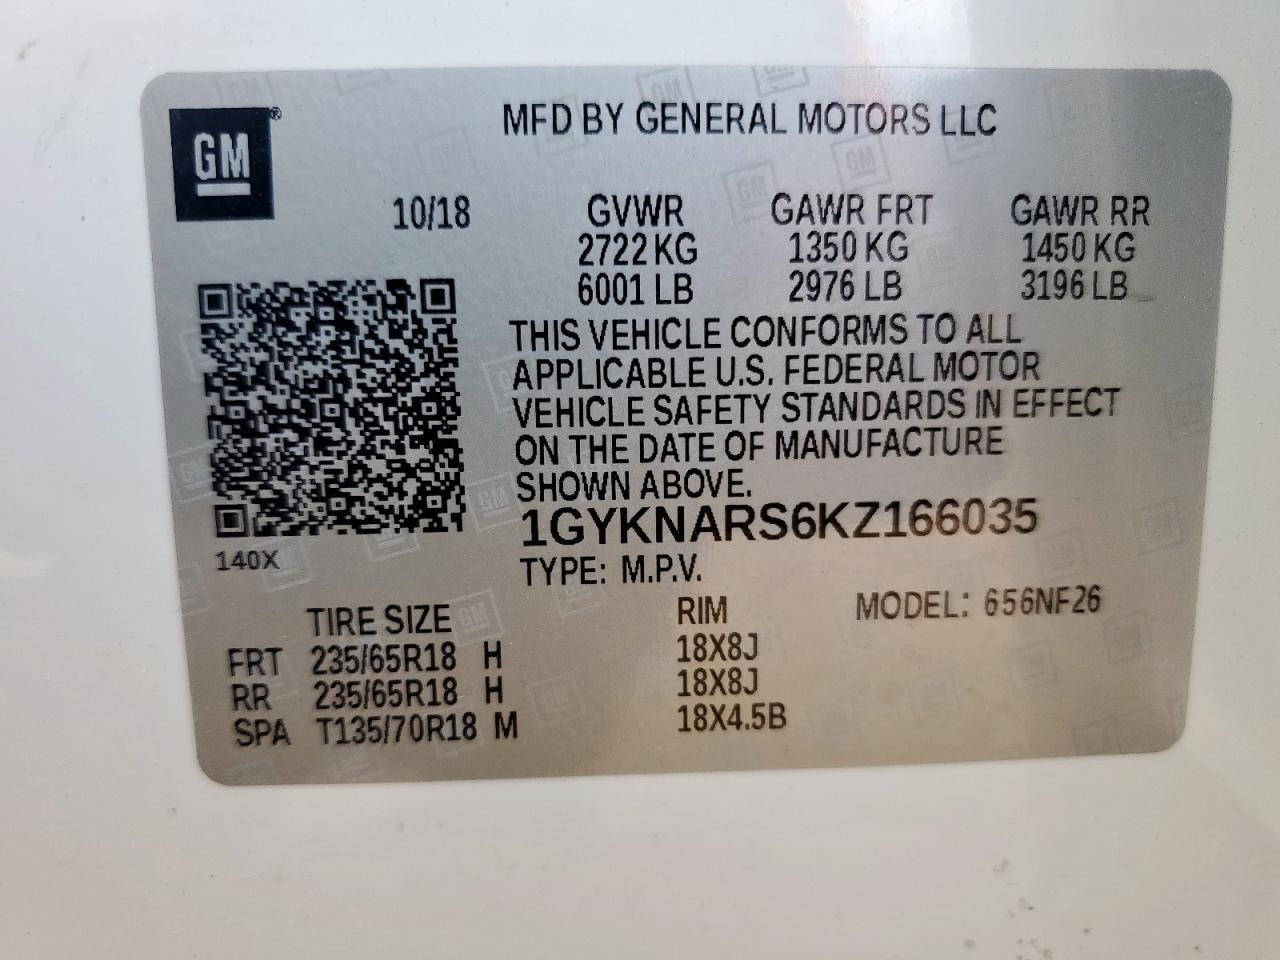 GM®
MFD BY GENERAL MOTORS LLC
10/18
GVWR GAWR FRT GAWR RR
2722 KG 1350 KG 1450 KG
6001 LB 2976 LB 3196 LB
THIS VEHICLE CONFORMS TO ALL
APPLICABLE U.S. FEDERAL MOTOR
VEHICLE SAFETY STANDARDS IN EFFECT
ON THE DATE OF MANUFACTURE
SHOWN ABOVE.
1GYKNARS6KZ166035
140X
TYPE: M.P.V.
TIRE SIZE RIM MODEL: 656NF26
FRT 235/65R18 H 18X8J
RR 235/65R18 H 18X8J
SPA T135/70R18 M 18X4.5B